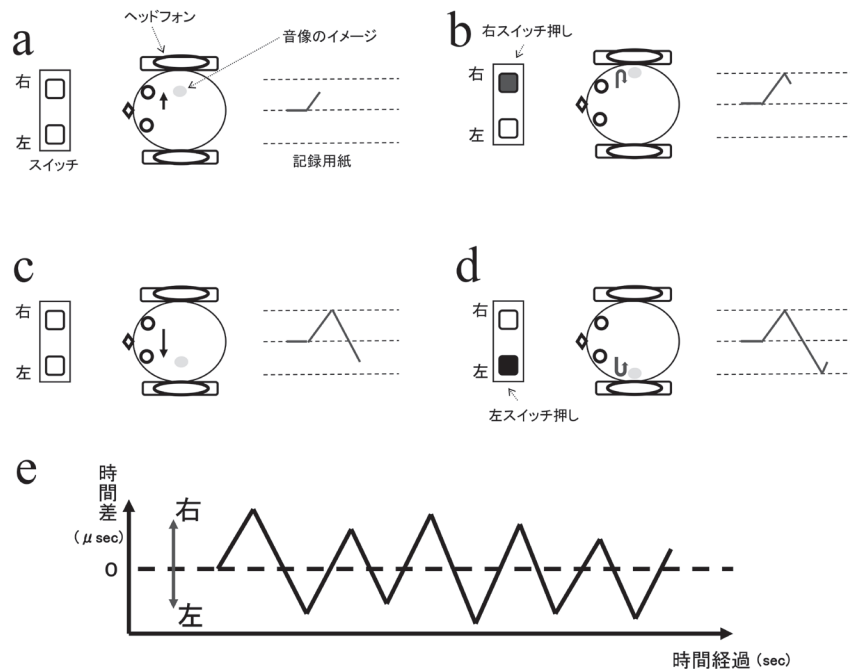 a
ヘッドフォン
音像のイメージ
右
左
スイッチ
記録用紙
b
右スイッチ押し
右
左
c
右
左
d
右
左
左スイッチ押し
e
時間差
(μsec)
右
0
左
時間経過(sec)